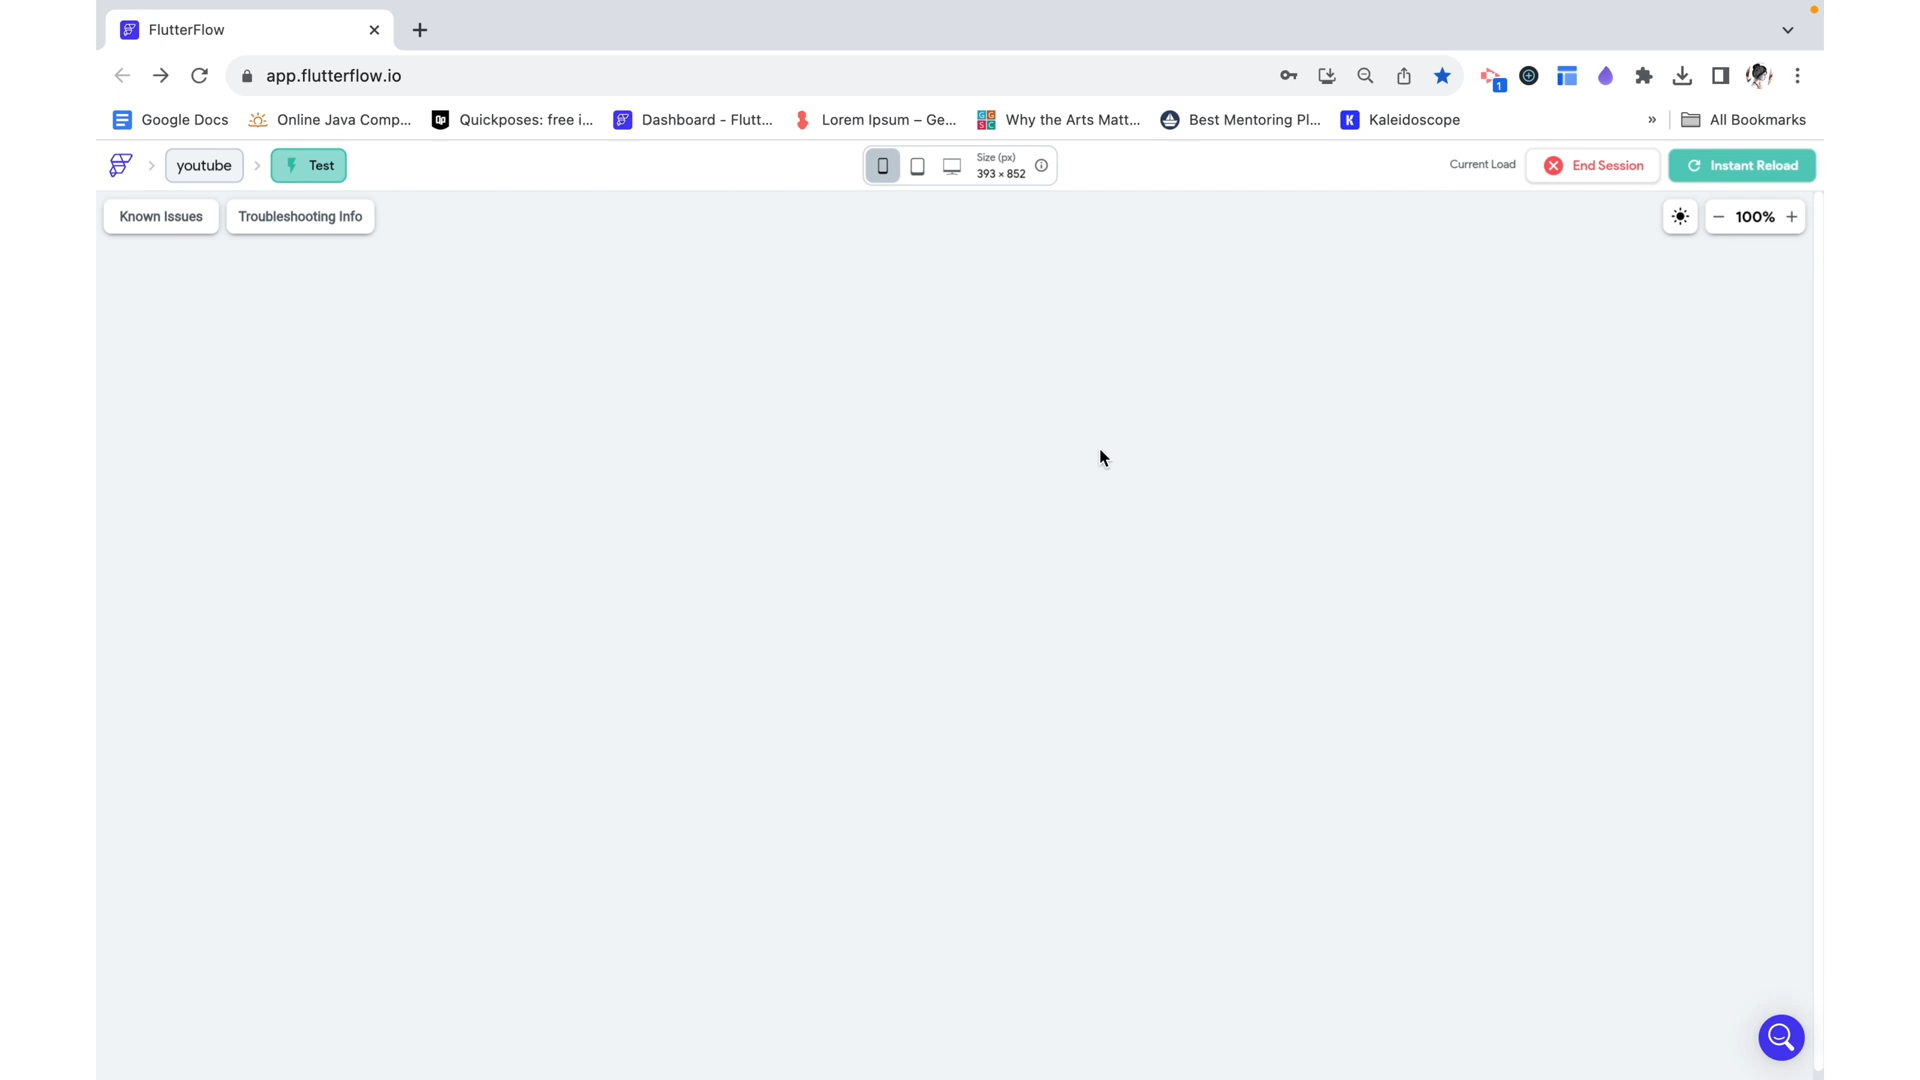 FlutterFlow
app.flutterflow.io
1
Google Docs
Online Java Comp...
Quickposes: free i...
Dashboard - Flutt...
Lorem Ipsum – Ge...
Why the Arts Matt...
Best Mentoring Pl...
K Kaleidoscope
» All Bookmarks
youtube
Test
Size (px)
393 × 852
Current Load
End Session
Instant Reload
Known Issues
Troubleshooting Info
− 100% +